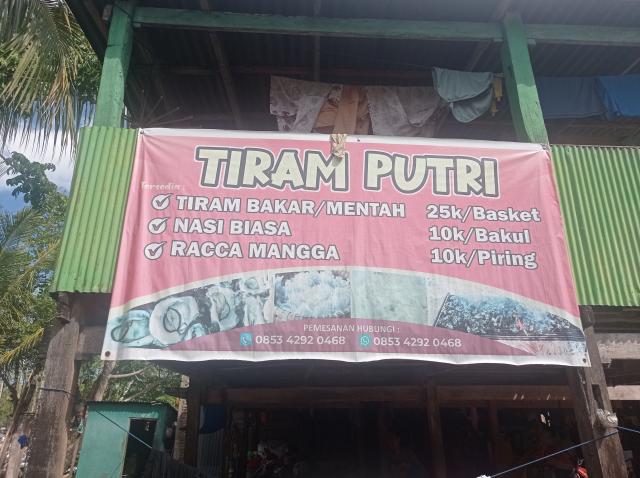 TIRAM PUTRI
Tersedia :
TIRAM BAKAR/MENTAH 25k/Basket
NASI BIASA 10k/Bakul
RACCA MANGGA 10k/Piring
PEMESANAN HUBUNGI :
0853 4292 0468 0853 4292 0468